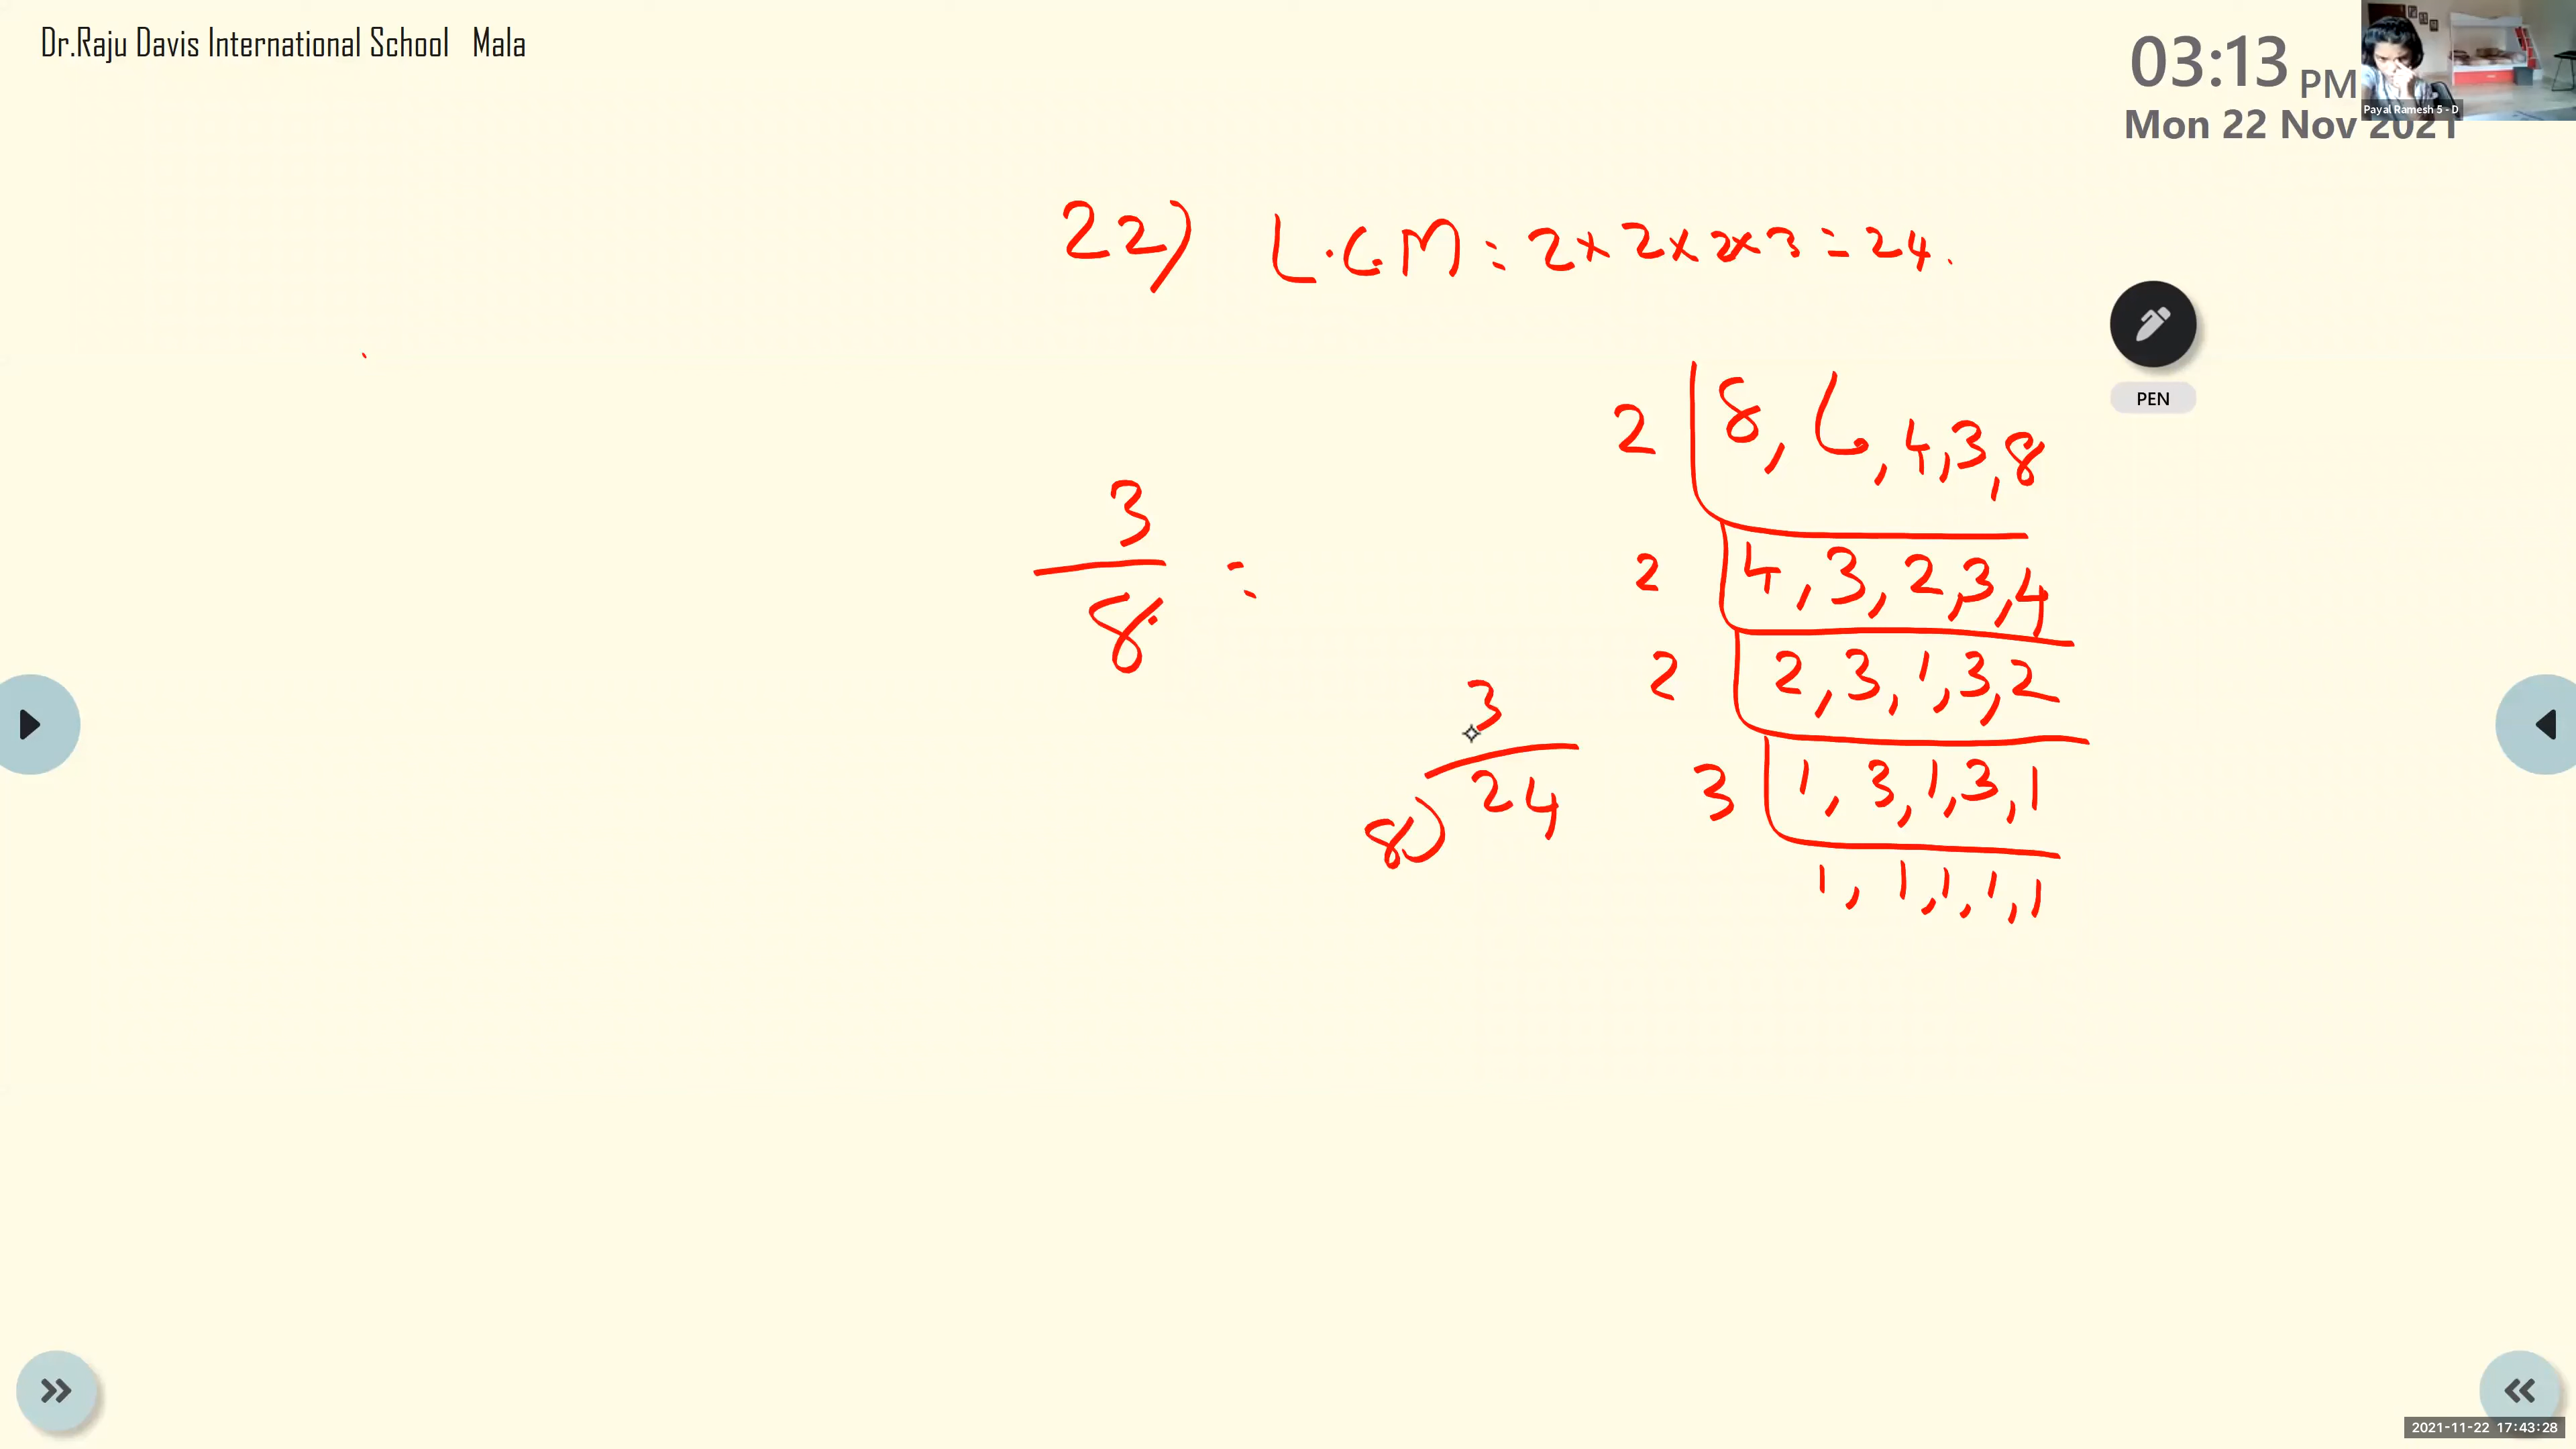 Dr.Raju Davis International School Mala
03:13 PM
Mon 22 Nov 2021
Payal Ramesh 5 - D
22) L.C.M = 2 x 2 x 2 x 3 = 24.
PEN
2 8, 6, 4, 3, 8
2 4, 3, 2, 3, 4
2 2, 3, 1, 3, 2
3 1, 3, 1, 3, 1
1, 1, 1, 1, 1
3
8 =
3
8) 24
2021-11-22 17:43:28